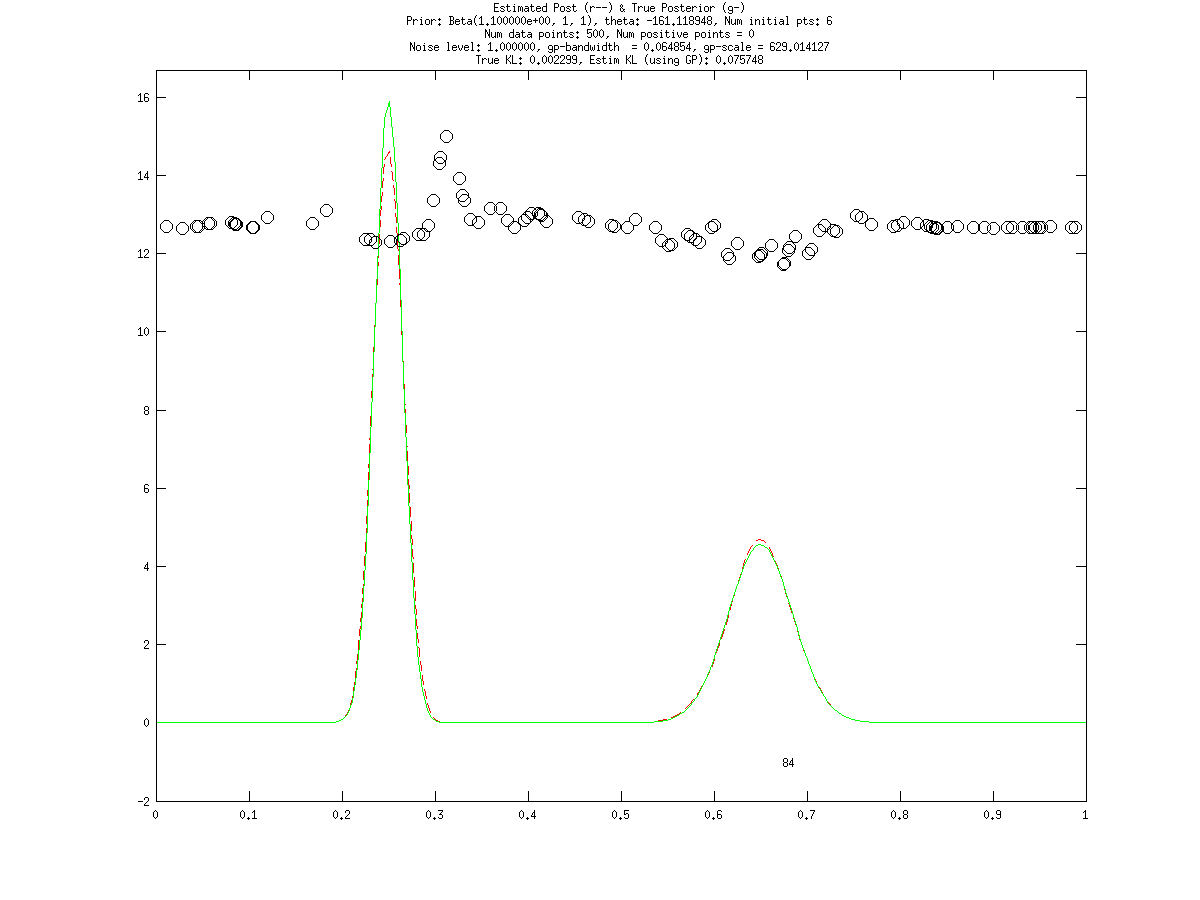 Estimated Post (r--) & True Posterior (g-)
Prior: Beta(1.100000e+00, 1, 1), theta: -161.118948, Num initial pts: 6
Num data points: 500, Num positive points = 0
Noise level: 1.000000, gp-bandwidth  = 0.064854, gp-scale = 629.014127
True KL: 0.002299, Estim KL (using GP): 0.075748
16
14
12
10
8
6
4
2
0
84
-2
0 0.1 0.2 0.3 0.4 0.5 0.6 0.7 0.8 0.9 1